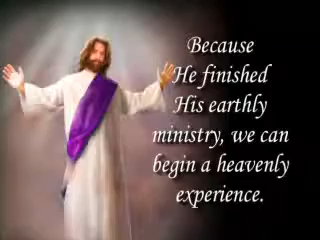 Because
He finished
His earthly
ministry, we can
begin a heavenly
experience.